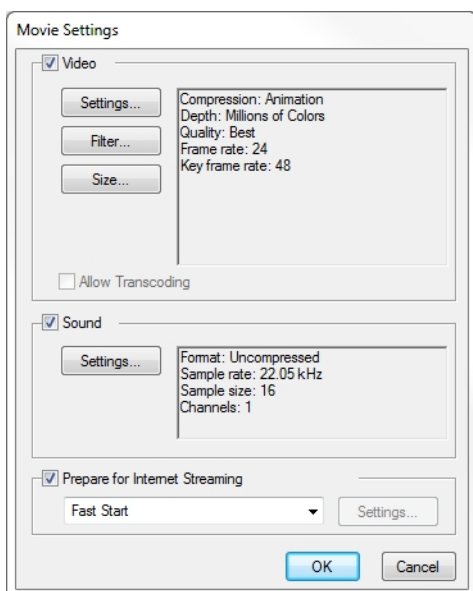 Movie Settings
Video
Settings...
Filter...
Size...
Compression: Animation
Depth: Millions of Colors
Quality: Best
Frame rate: 24
Key frame rate: 48
Allow Transcoding
Sound
Settings...
Format: Uncompressed
Sample rate: 22.05 kHz
Sample size: 16
Channels: 1
Prepare for Internet Streaming
Fast Start
Settings...
OK
Cancel